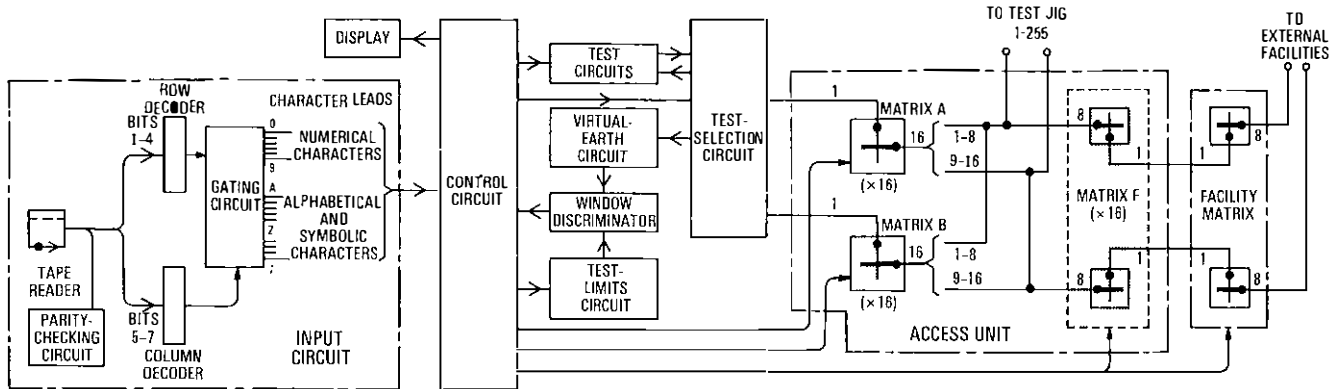 DISPLAY
ROW
DECODER
BITS
1–4
CHARACTER LEADS
0
NUMERICAL
CHARACTERS
9
GATING
CIRCUIT
A
ALPHABETICAL
AND
SYMBOLIC
CHARACTERS
Z
TAPE
READER
PARITY-
CHECKING
CIRCUIT
BITS
5–7
COLUMN
DECODER
INPUT
CIRCUIT
CONTROL
CIRCUIT
TEST
CIRCUITS
VIRTUAL-
EARTH
CIRCUIT
WINDOW
DISCRIMINATOR
TEST-
LIMITS
CIRCUIT
TEST-
SELECTION
CIRCUIT
TO TEST JIG
1-255
TO
EXTERNAL
FACILITIES
1
MATRIX A
16
1–8
9–16
(×16)
1
MATRIX B
16
1–8
9–16
(×16)
ACCESS UNIT
8
1
MATRIX F
(×16)
8
1
1
8
FACILITY
MATRIX
1
8